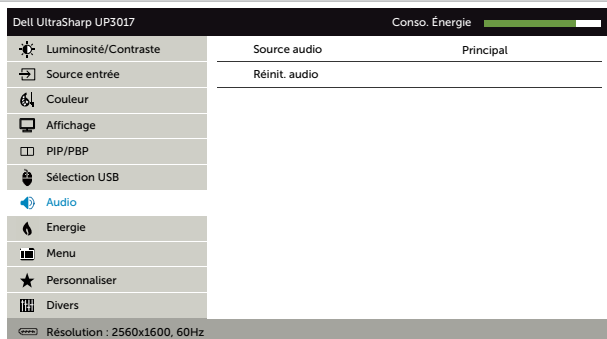 Dell UltraSharp UP3017 Conso. Énergie
Luminosité/Contraste Source audio Principal
Source entrée Réinit. audio
Couleur
Affichage
PIP/PBP
Sélection USB
Audio
Energie
Menu
Personnaliser
Divers
Résolution : 2560x1600, 60Hz